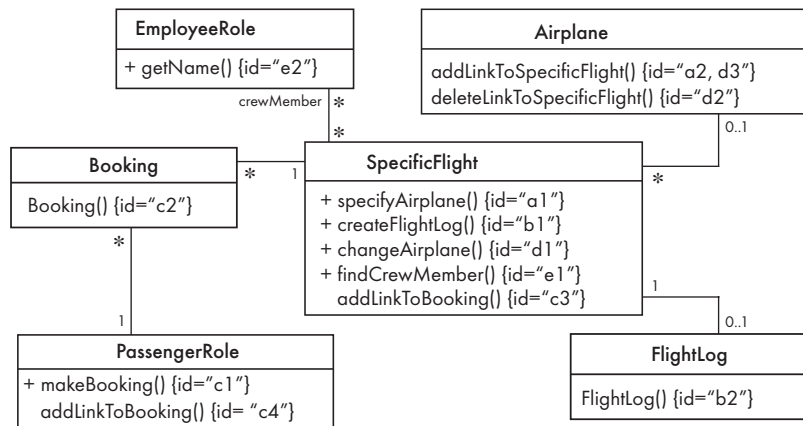 EmployeeRole
+ getName() {id=“e2”}
crewMember
*
*
Airplane
addLinkToSpecificFlight() {id=“a2, d3”}
deleteLinkToSpecificFlight() {id=“d2”}
0..1
*
Booking
Booking() {id=“c2”}
*
1
*
1
SpecificFlight
+ specifyAirplane() {id=“a1”}
+ createFlightLog() {id=“b1”}
+ changeAirplane() {id=“d1”}
+ findCrewMember() {id=“e1”}
addLinkToBooking() {id=“c3”}
1
0..1
PassengerRole
+ makeBooking() {id=“c1”}
addLinkToBooking() {id= “c4”}
FlightLog
FlightLog() {id=“b2”}